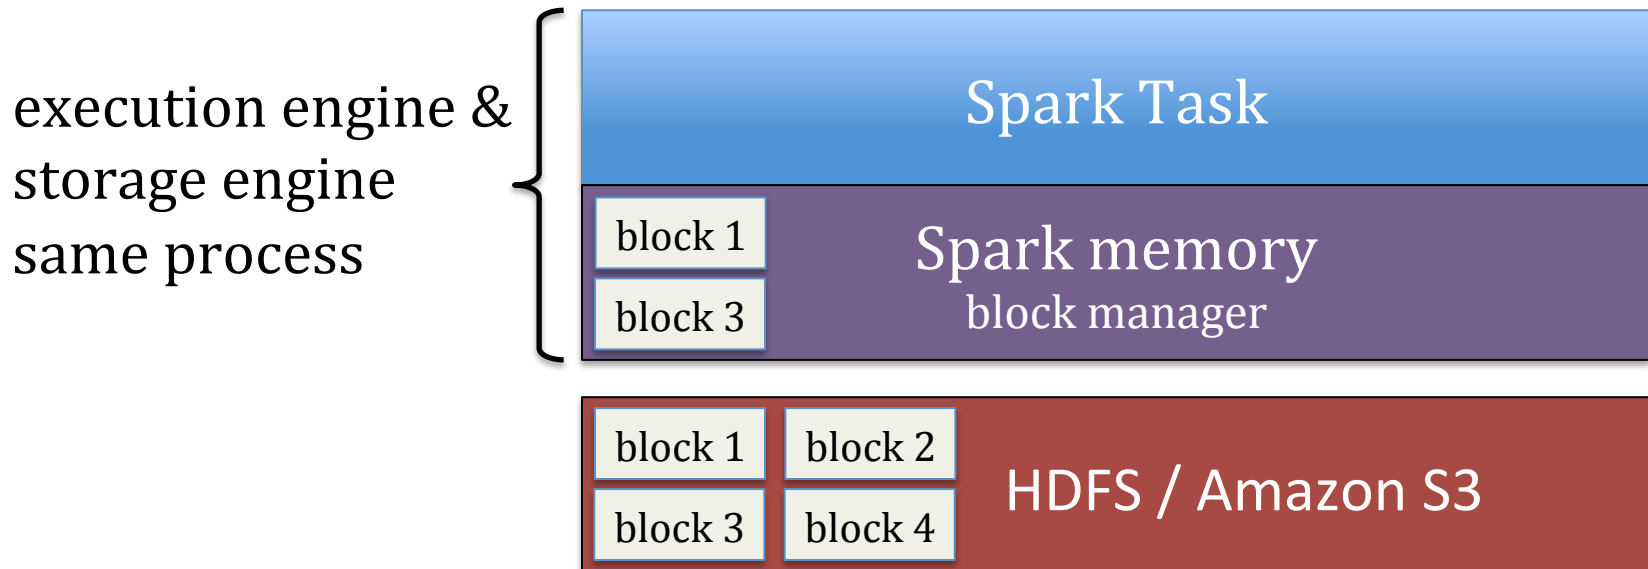 execution engine &
storage engine
same process
Spark Task
block 1
block 3
Spark memory
block manager
block 1 block 2
block 3 block 4
HDFS / Amazon S3